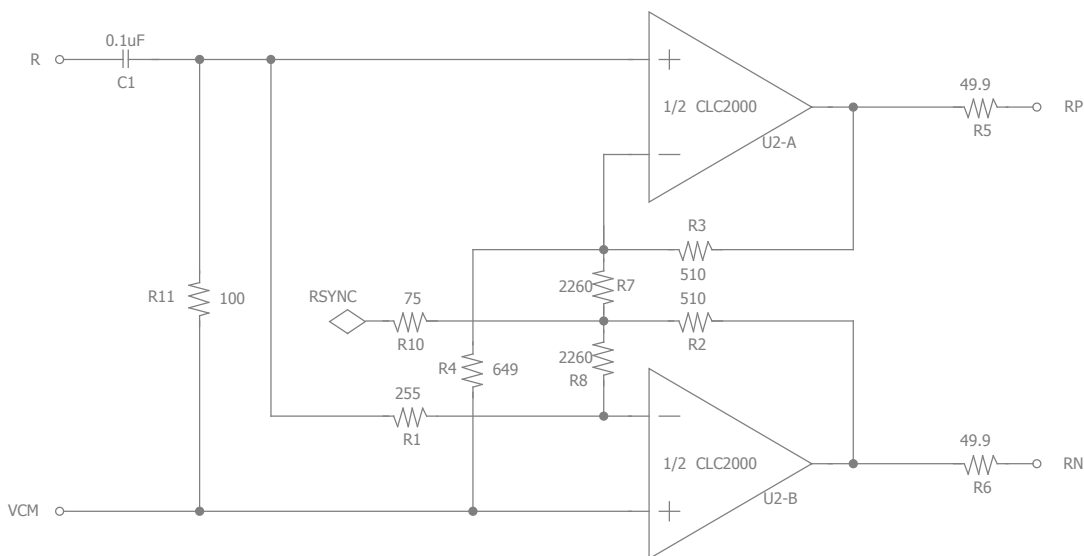 0.1uF
R
C1
1/2 CLC2000
U2-A
49.9
R5
RP
R3
510
R11
100
RSYNC
75
R10
2260
R7
510
R2
R4
649
2260
R8
255
R1
1/2 CLC2000
U2-B
49.9
R6
RN
VCM